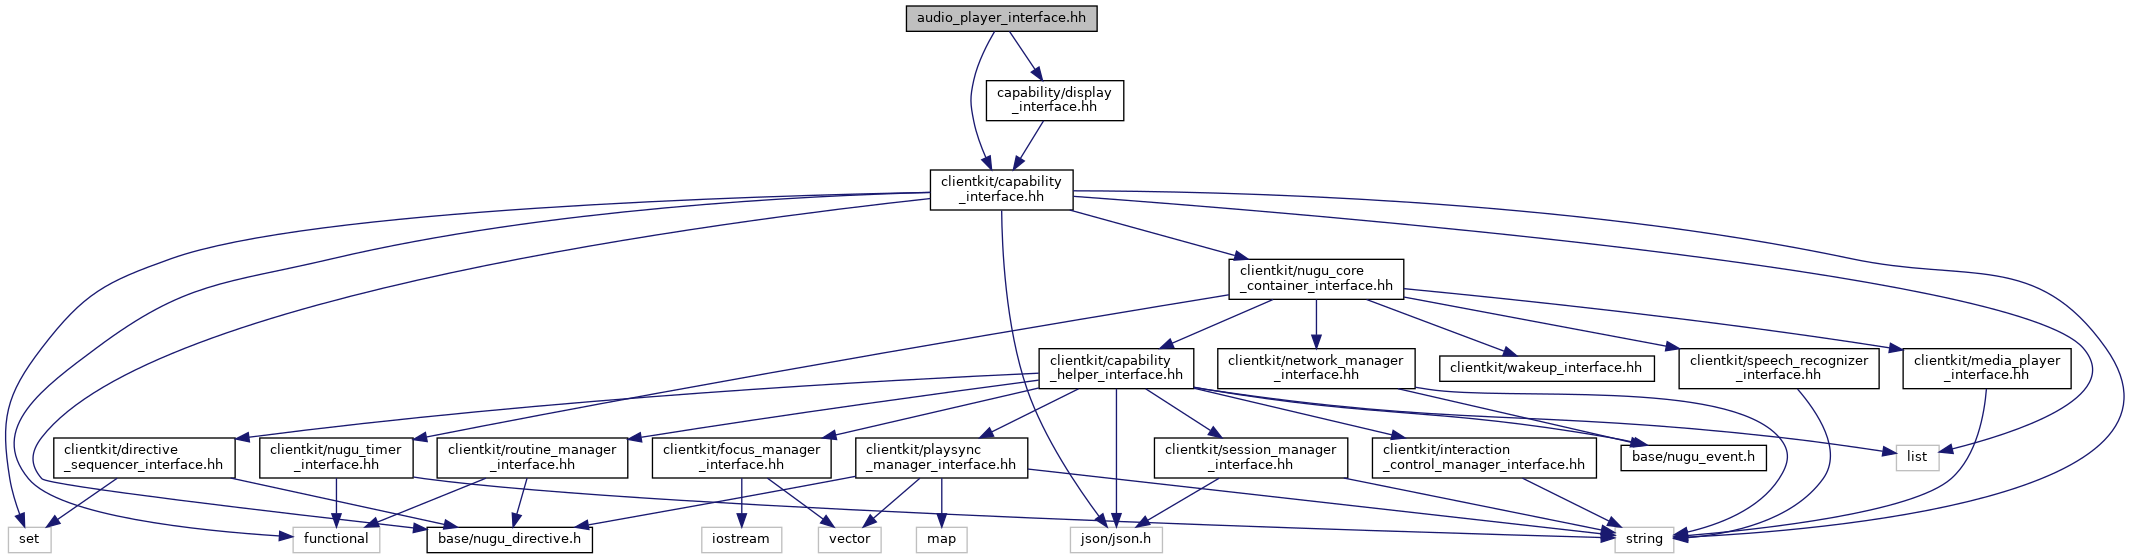 audio_player_interface.hh
capability/display
_interface.hh
clientkit/capability
_interface.hh
clientkit/nugu_core
_container_interface.hh
clientkit/capability
_helper_interface.hh
clientkit/network_manager
_interface.hh
clientkit/wakeup_interface.hh
clientkit/speech_recognizer
_interface.hh
clientkit/media_player
_interface.hh
clientkit/directive
_sequencer_interface.hh
clientkit/nugu_timer
_interface.hh
clientkit/routine_manager
_interface.hh
clientkit/focus_manager
_interface.hh
clientkit/playsync
_manager_interface.hh
clientkit/session_manager
_interface.hh
clientkit/interaction
_control_manager_interface.hh
base/nugu_event.h
list
set
functional
base/nugu_directive.h
iostream
vector
map
json/json.h
string